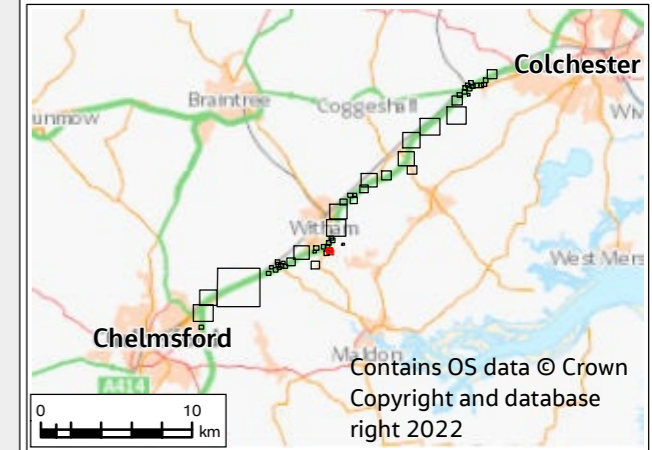 Colchester
Braintree
Coggeshall
unmow
Witham
West Mers
Chelmsford
Maldon
Contains OS data © Crown
Copyright and database
right 2022
A414
0 10
km